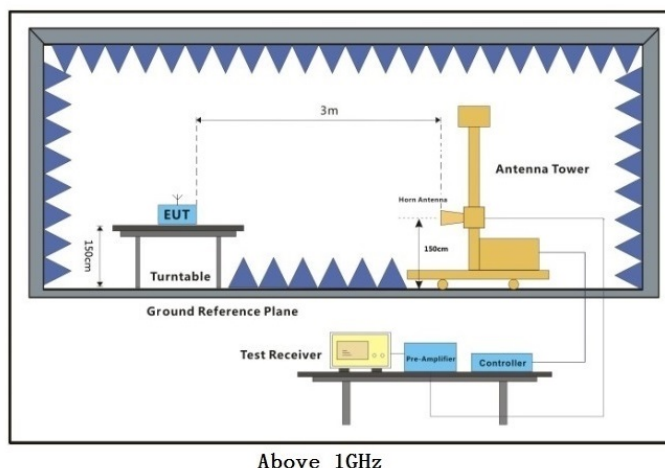 3m
Antenna Tower
Horn Antenna
EUT
150cm
150cm
Turntable
Ground Reference Plane
Test Receiver
Pre-Amplifier
Controller
Above 1GHz